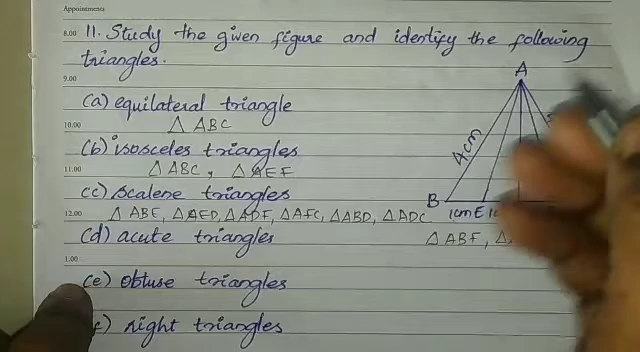 Appointments
8.00 11. Study the given figure and identify the following
triangles.
9.00
A
(a) equilateral triangle
10.00 △ ABC
4cm
(b) isosceles triangles
11.00 △ ABC, △ AEF
(c) scalene triangles
B 1cm E
12.00 △ ABE, △ AED, △ ADF, △ AFC, △ ABD, △ ADC
(d) acute triangles
△ ABF, △
1.00
(e) obtuse triangles
right triangles